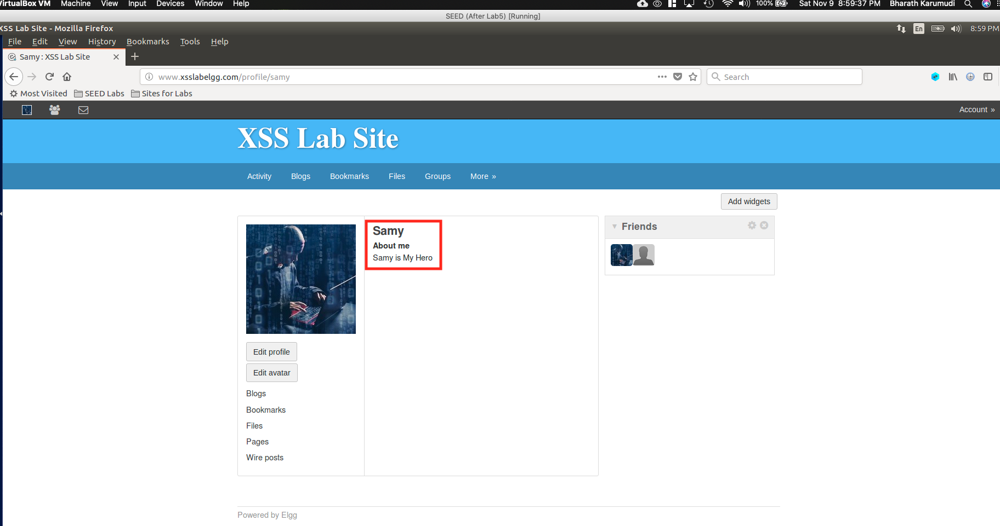 VirtualBox VM Machine View Input Devices Window Help 100% Sat Nov 9 8:59:37 PM Bharath Karumudi
SEED (After Lab5) [Running]
XSS Lab Site - Mozilla Firefox En 8:59 PM
File Edit View History Bookmarks Tools Help
Samy : XSS Lab Site
www.xsslabelgg.com/profile/samy Search
Most Visited SEED Labs Sites for Labs
Account »
XSS Lab Site
Activity Blogs Bookmarks Files Groups More »
Add widgets
Samy
About me
Samy is My Hero
Friends
Edit profile
Edit avatar
Blogs
Bookmarks
Files
Pages
Wire posts
Powered by Elgg